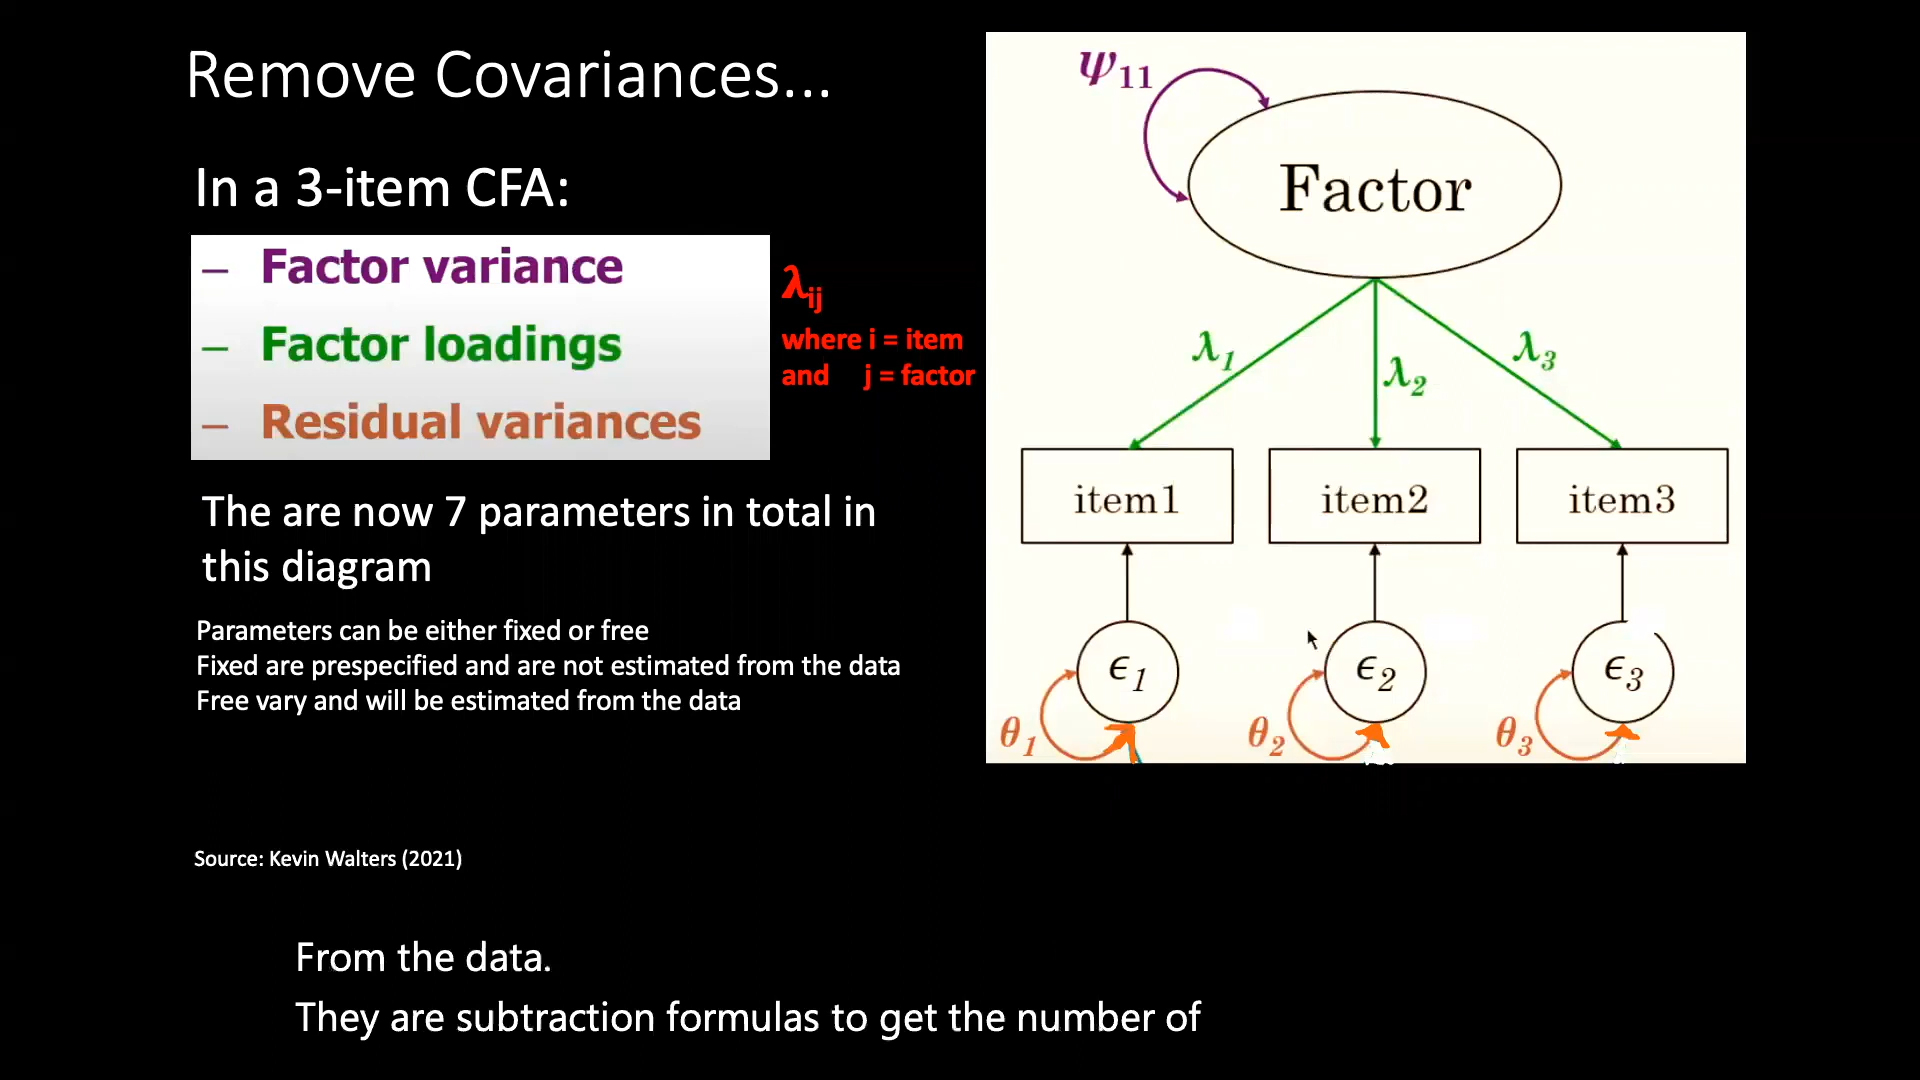 Remove Covariances...
In a 3-item CFA:
– Factor variance
– Factor loadings
– Residual variances
λij
where i = item
and j = factor
The are now 7 parameters in total in
this diagram
Parameters can be either fixed or free
Fixed are prespecified and are not estimated from the data
Free vary and will be estimated from the data
Source: Kevin Walters (2021)
ψ11
Factor
λ1 λ2 λ3
item1 item2 item3
ϵ1 ϵ2 ϵ3
θ1 θ2 θ3
From the data.
They are subtraction formulas to get the number of